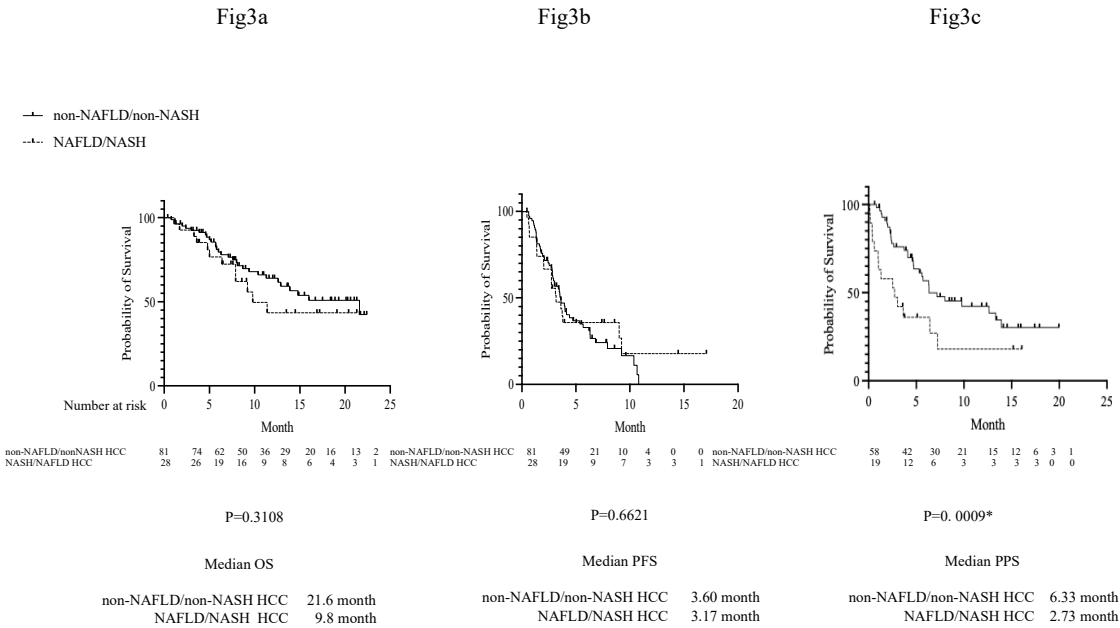 Fig3a Fig3b Fig3c
non-NAFLD/non-NASH
NAFLD/NASH
Probability of Survival
100
50
0
0 5 10 15 20 25
Month
Probability of Survival
100
50
0
0 5 10 15 20
Month
Probability of Survival
100
50
0
0 5 10 15 20 25
Month
Number at risk
non-NAFLD/nonNASH HCC 81 74 62 50 36 29 20 16 13 2
NASH/NAFLD HCC 28 26 19 16 9 8 6 4 3 1
non-NAFLD/non-NASH HCC 81 49 21 10 4 0 0
NASH/NAFLD HCC 28 19 9 7 3 3 1
non-NAFLD/non-NASH HCC 58 42 30 21 15 12 6 3 1
NASH/NAFLD HCC 19 12 6 3 3 3 3 0 0
P=0.3108
P=0.6621
P=0. 0009*
Median OS
non-NAFLD/non-NASH HCC 21.6 month
NAFLD/NASH HCC 9.8 month
Median PFS
non-NAFLD/non-NASH HCC 3.60 month
NAFLD/NASH HCC 3.17 month
Median PPS
non-NAFLD/non-NASH HCC 6.33 month
NAFLD/NASH HCC 2.73 month